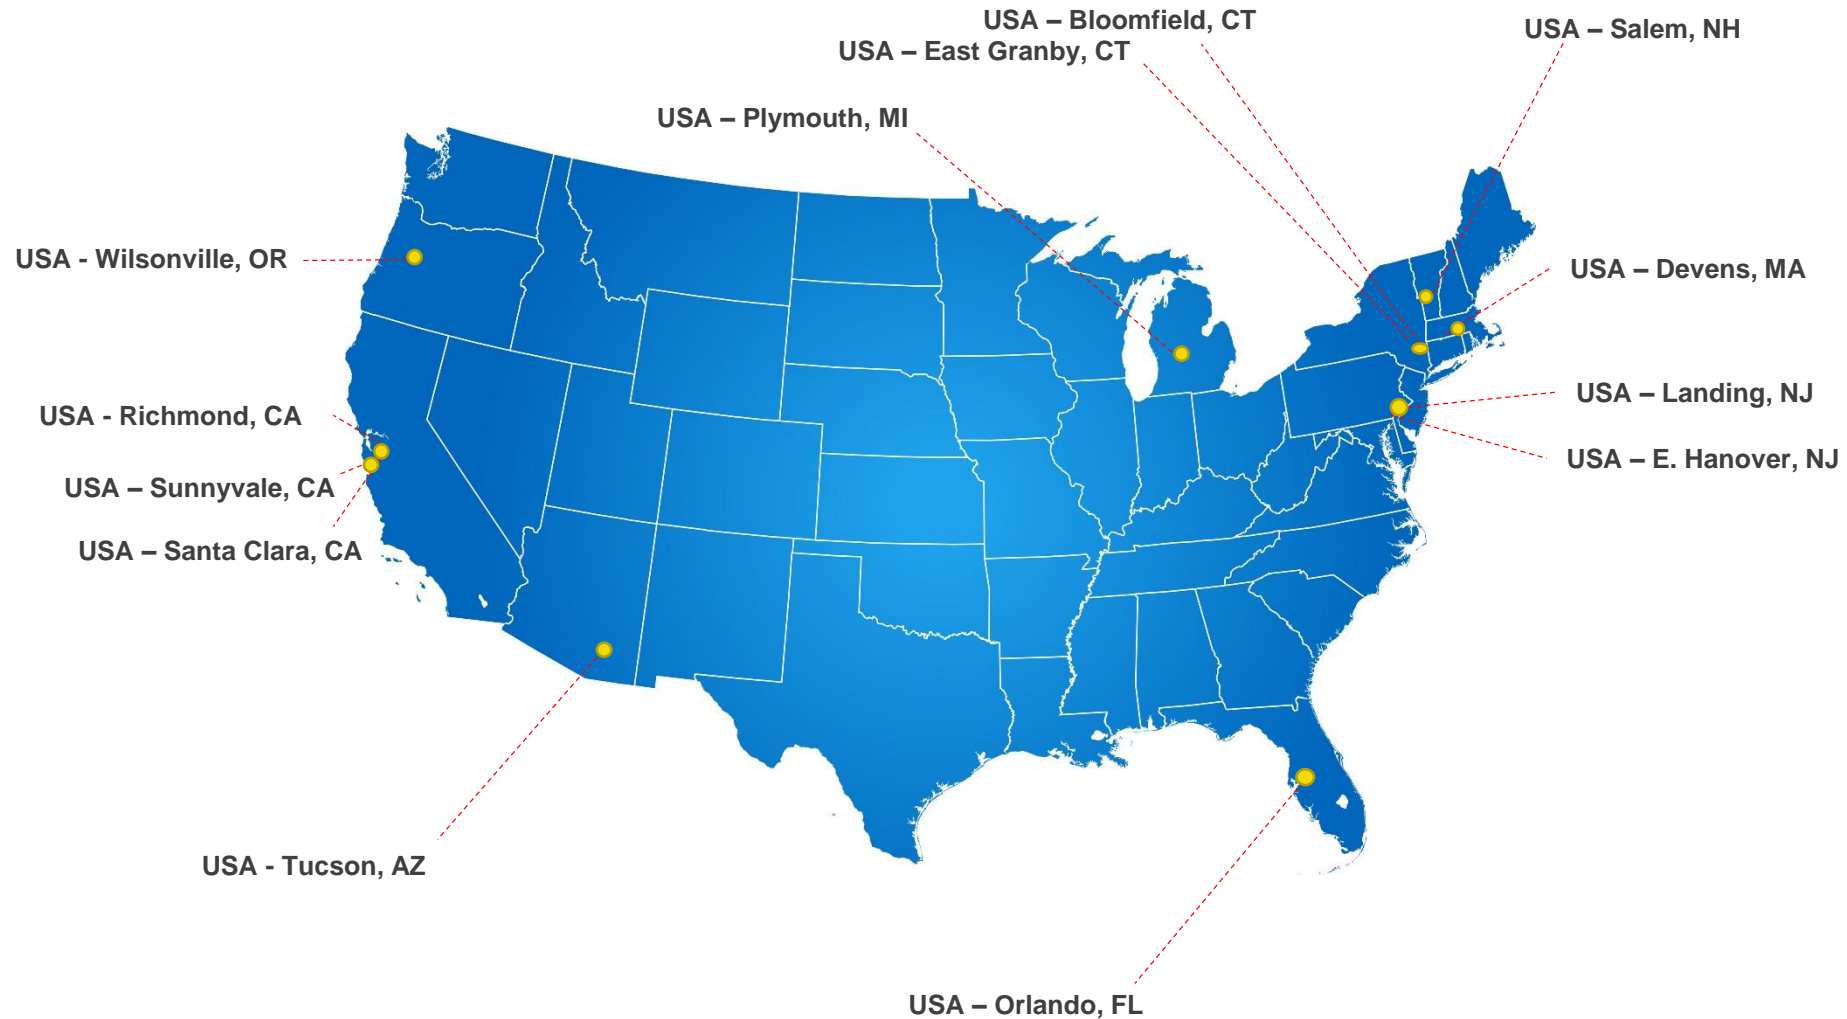 USA – Bloomfield, CT
USA – Salem, NH
USA – East Granby, CT
USA – Plymouth, MI
USA - Wilsonville, OR
USA – Devens, MA
USA – Landing, NJ
USA - Richmond, CA
USA – E. Hanover, NJ
USA – Sunnyvale, CA
USA – Santa Clara, CA
USA - Tucson, AZ
USA – Orlando, FL